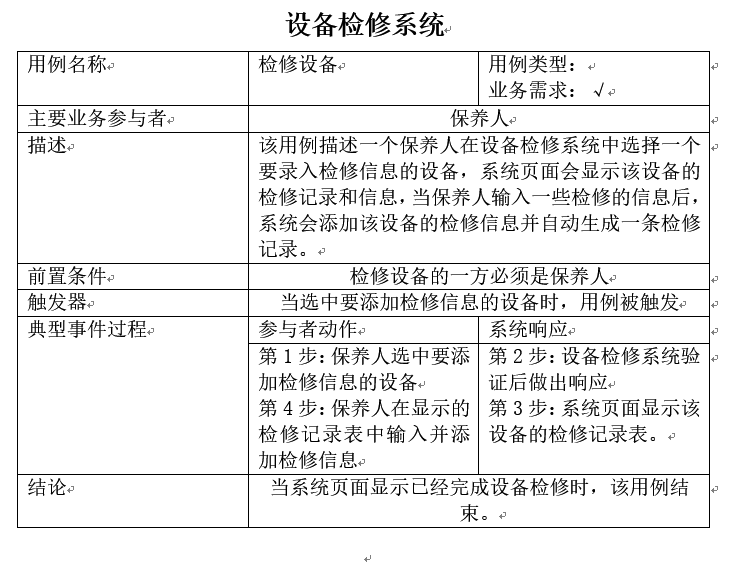 设备检修系统
用例名称
检修设备
用例类型：
业务需求：√
主要业务参与者
保养人
描述
该用例描述一个保养人在设备检修系统中选择一个
要录入检修信息的设备，系统页面会显示该设备的
检修记录和信息，当保养人输入一些检修的信息后，
系统会添加该设备的检修信息并自动生成一条检修
记录。
前置条件
检修设备的一方必须是保养人
触发器
当选中要添加检修信息的设备时，用例被触发
典型事件过程
参与者动作
系统响应
第1步：保养人选中要添
加检修信息的设备
第4步：保养人在显示的
检修记录表中输入并添
加检修信息
第2步：设备检修系统验
证后做出响应
第3步：系统页面显示该
设备的检修记录表。
结论
当系统页面显示已经完成设备检修时，该用例结
束。